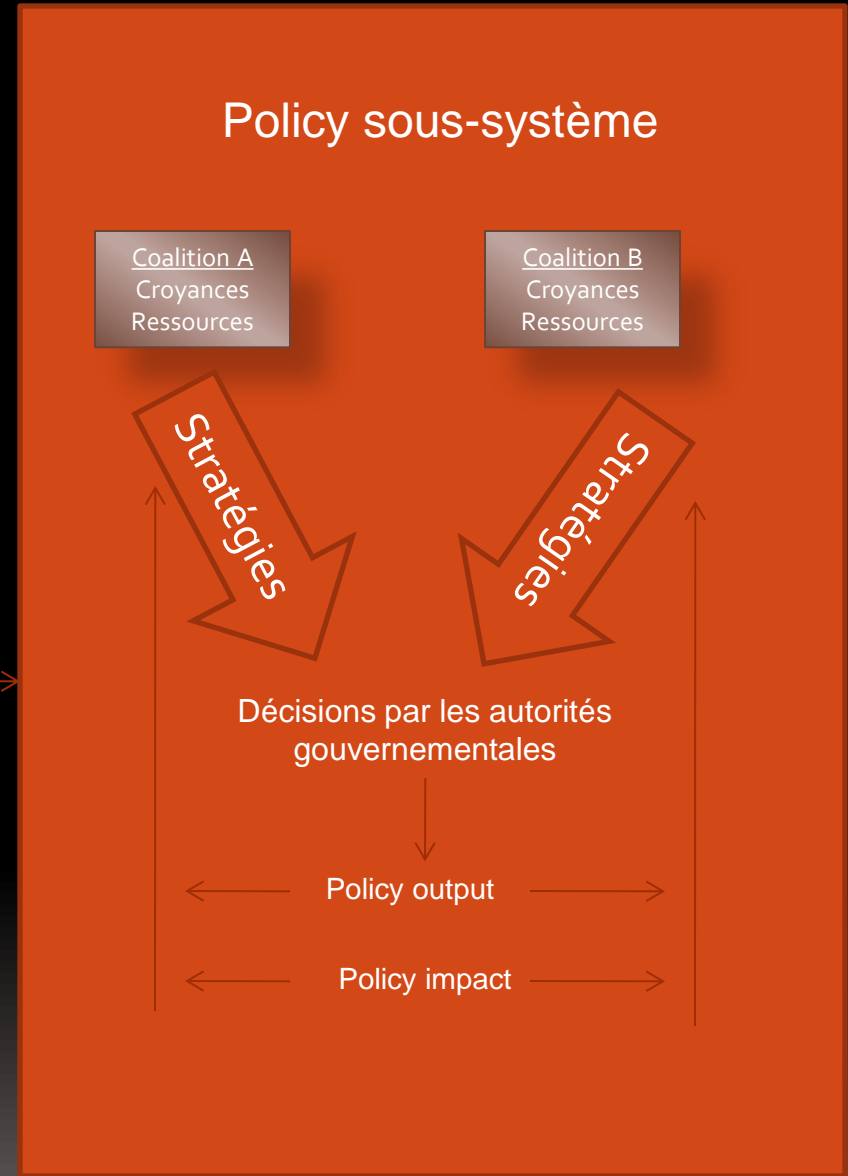 Policy sous-système
Coalition A
Croyances
Ressources
Coalition B
Croyances
Ressources
Stratégies
Stratégies
Décisions par les autorités
gouvernementales
Policy output
Policy impact